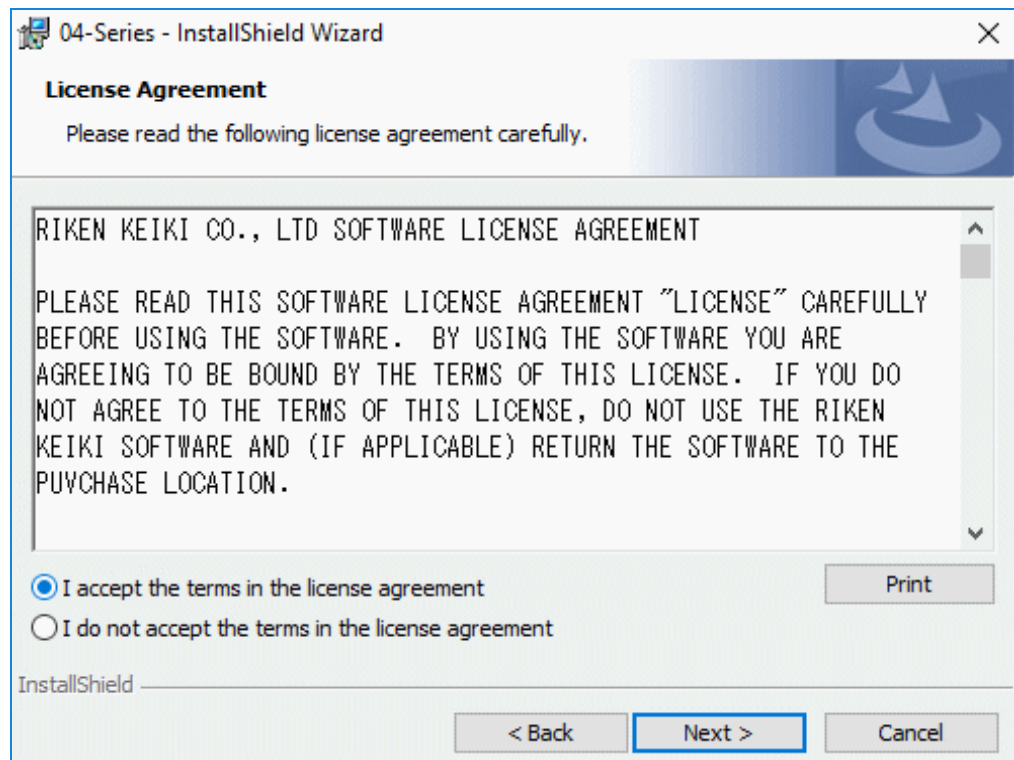 04-Series - InstallShield Wizard
License Agreement
Please read the following license agreement carefully.
RIKEN KEIKI CO., LTD SOFTWARE LICENSE AGREEMENT
PLEASE READ THIS SOFTWARE LICENSE AGREEMENT "LICENSE" CAREFULLY
BEFORE USING THE SOFTWARE.  BY USING THE SOFTWARE YOU ARE
AGREEING TO BE BOUND BY THE TERMS OF THIS LICENSE.  IF YOU DO
NOT AGREE TO THE TERMS OF THIS LICENSE, DO NOT USE THE RIKEN
KEIKI SOFTWARE AND (IF APPLICABLE) RETURN THE SOFTWARE TO THE
PUVCHASE LOCATION.
I accept the terms in the license agreement
Print
I do not accept the terms in the license agreement
InstallShield
< Back
Next >
Cancel